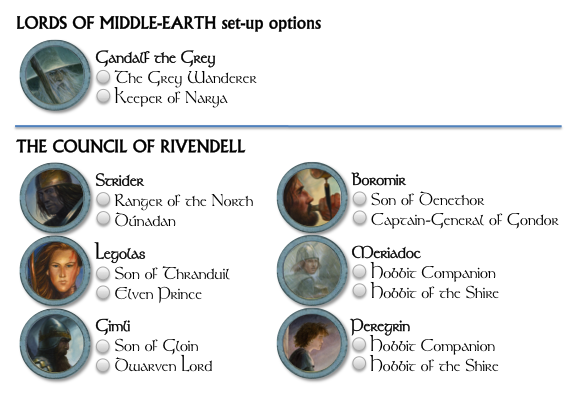 LORDS OF MIDDLE-EARTH set-up options
Gandalf the Grey
The Grey Wanderer
Keeper of Narya
THE COUNCIL OF RIVENDELL
Strider
Ranger of the North
Dúnadan
Legolas
Son of Thranduil
Elven Prince
Gimli
Son of Gloin
Dwarven Lord
Boromir
Son of Denethor
Captain-General of Gondor
Meriadoc
Hobbit Companion
Hobbit of the Shire
Peregrin
Hobbit Companion
Hobbit of the Shire